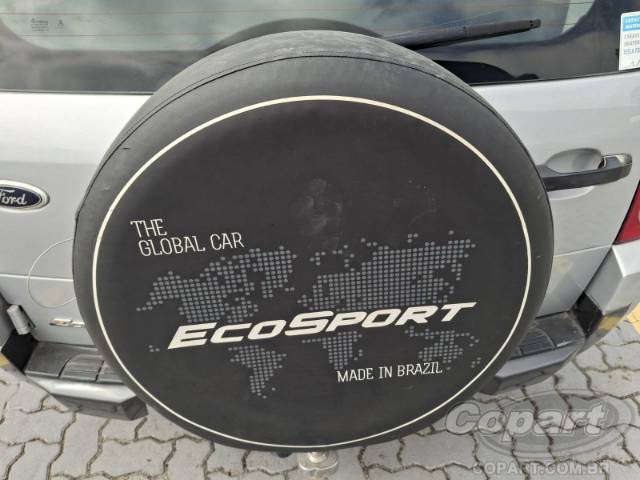 Ford
THE
GLOBAL CAR
ECOSPORT
MADE IN BRAZIL
Copart
COPART.COM.BR